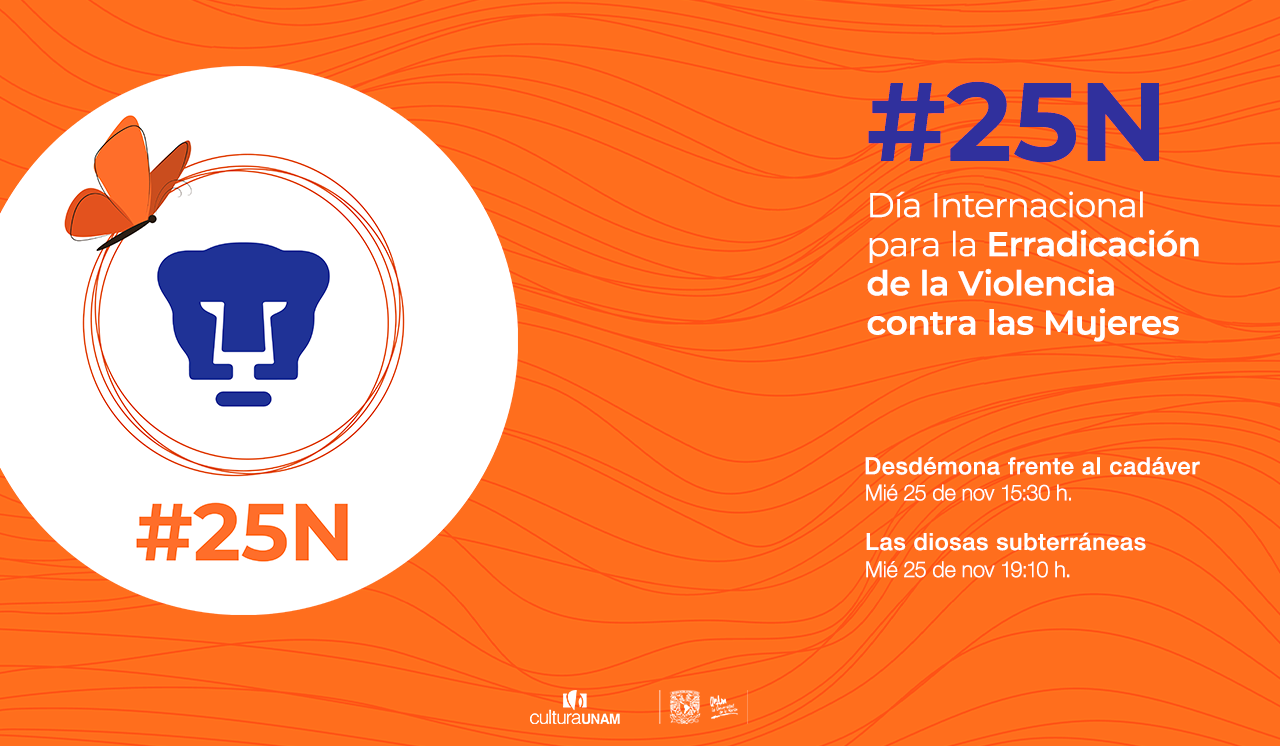 #25N
#25N
Día Internacional
para la Erradicación
de la Violencia
contra las Mujeres
Desdémona frente al cadáver
Mié 25 de nov 15:30 h.
Las diosas subterráneas
Mié 25 de nov 19:10 h.
culturaUNAM